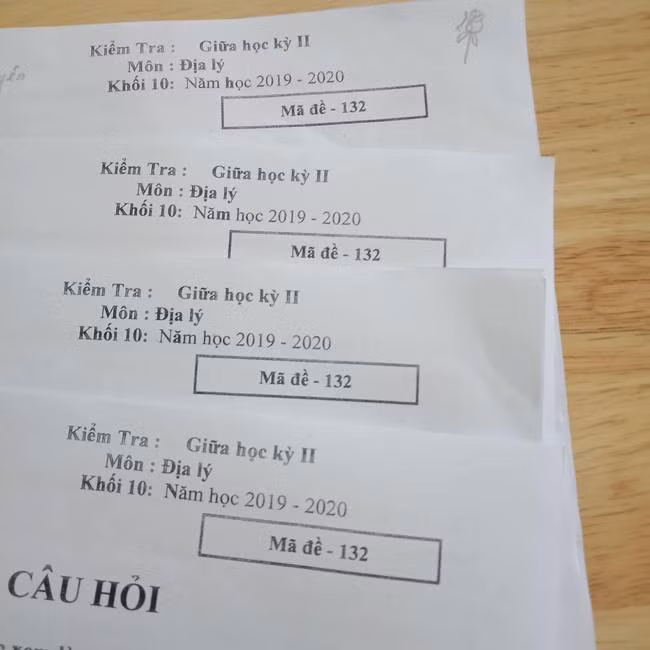 Kiểm Tra : Giữa học kỳ II
Môn : Địa lý
Khối 10: Năm học 2019 - 2020
Mã đề - 132
Kiểm Tra : Giữa học kỳ II
Môn : Địa lý
Khối 10: Năm học 2019 - 2020
Mã đề - 132
Kiểm Tra : Giữa học kỳ II
Môn : Địa lý
Khối 10: Năm học 2019 - 2020
Mã đề - 132
Kiểm Tra : Giữa học kỳ II
Môn : Địa lý
Khối 10: Năm học 2019 - 2020
Mã đề - 132
CÂU HỎI